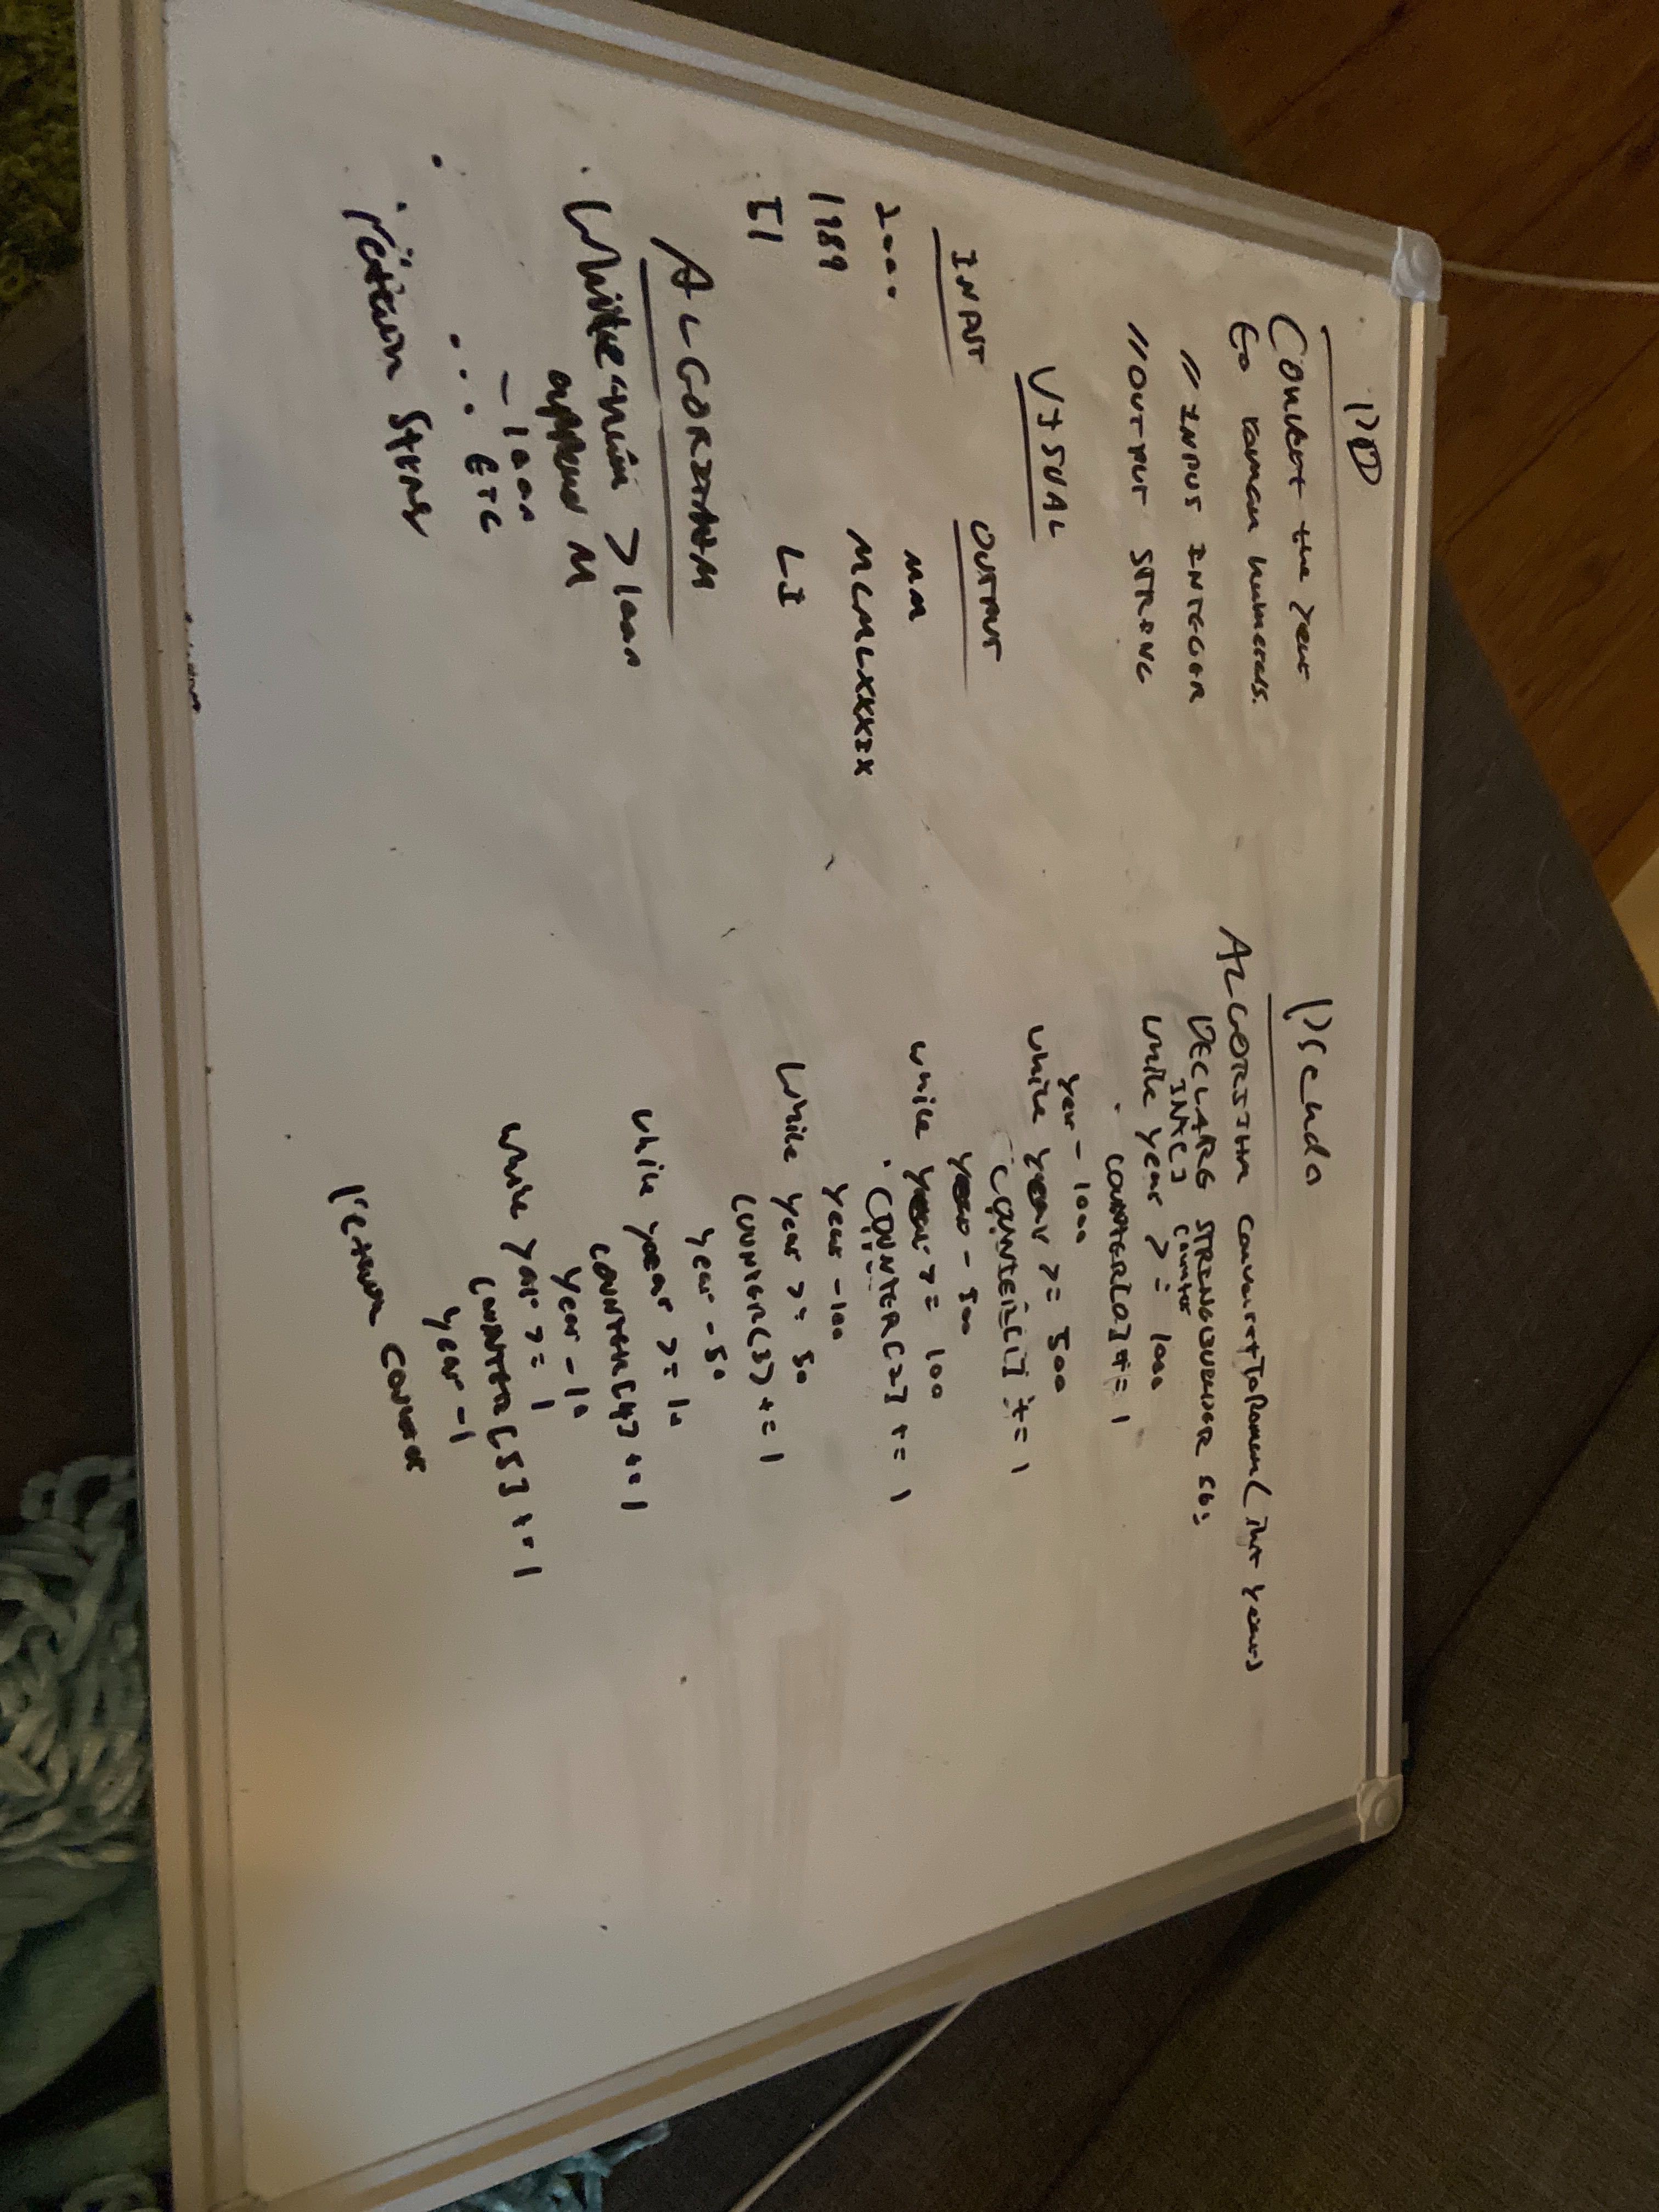 PD
Convert the year
to roman numerals.
// INPUT INTEGER
// OUTPUT STRING
VISUAL
INPUT OUTPUT
2000 MM
1989 MCMLXXXIX
51 LI
ALGORITHM
. While > 1000
append M
- 1000
. ... ETC
. return String
Pseudo
ALGORITHM convertToRoman(int year)
DECLARE STRINGBUILDER sb;
INT[] counter
while year >= 1000
. COUNTER[0] += 1
year - 1000
while year >= 500
COUNTER[1] += 1
year - 500
while year >= 100
. COUNTER[2] += 1
year - 100
while year >= 50
COUNTER[3] += 1
year - 50
while year >= 10
COUNTER[4] += 1
year - 10
while year >= 1
COUNTER[5] += 1
year - 1
return counter